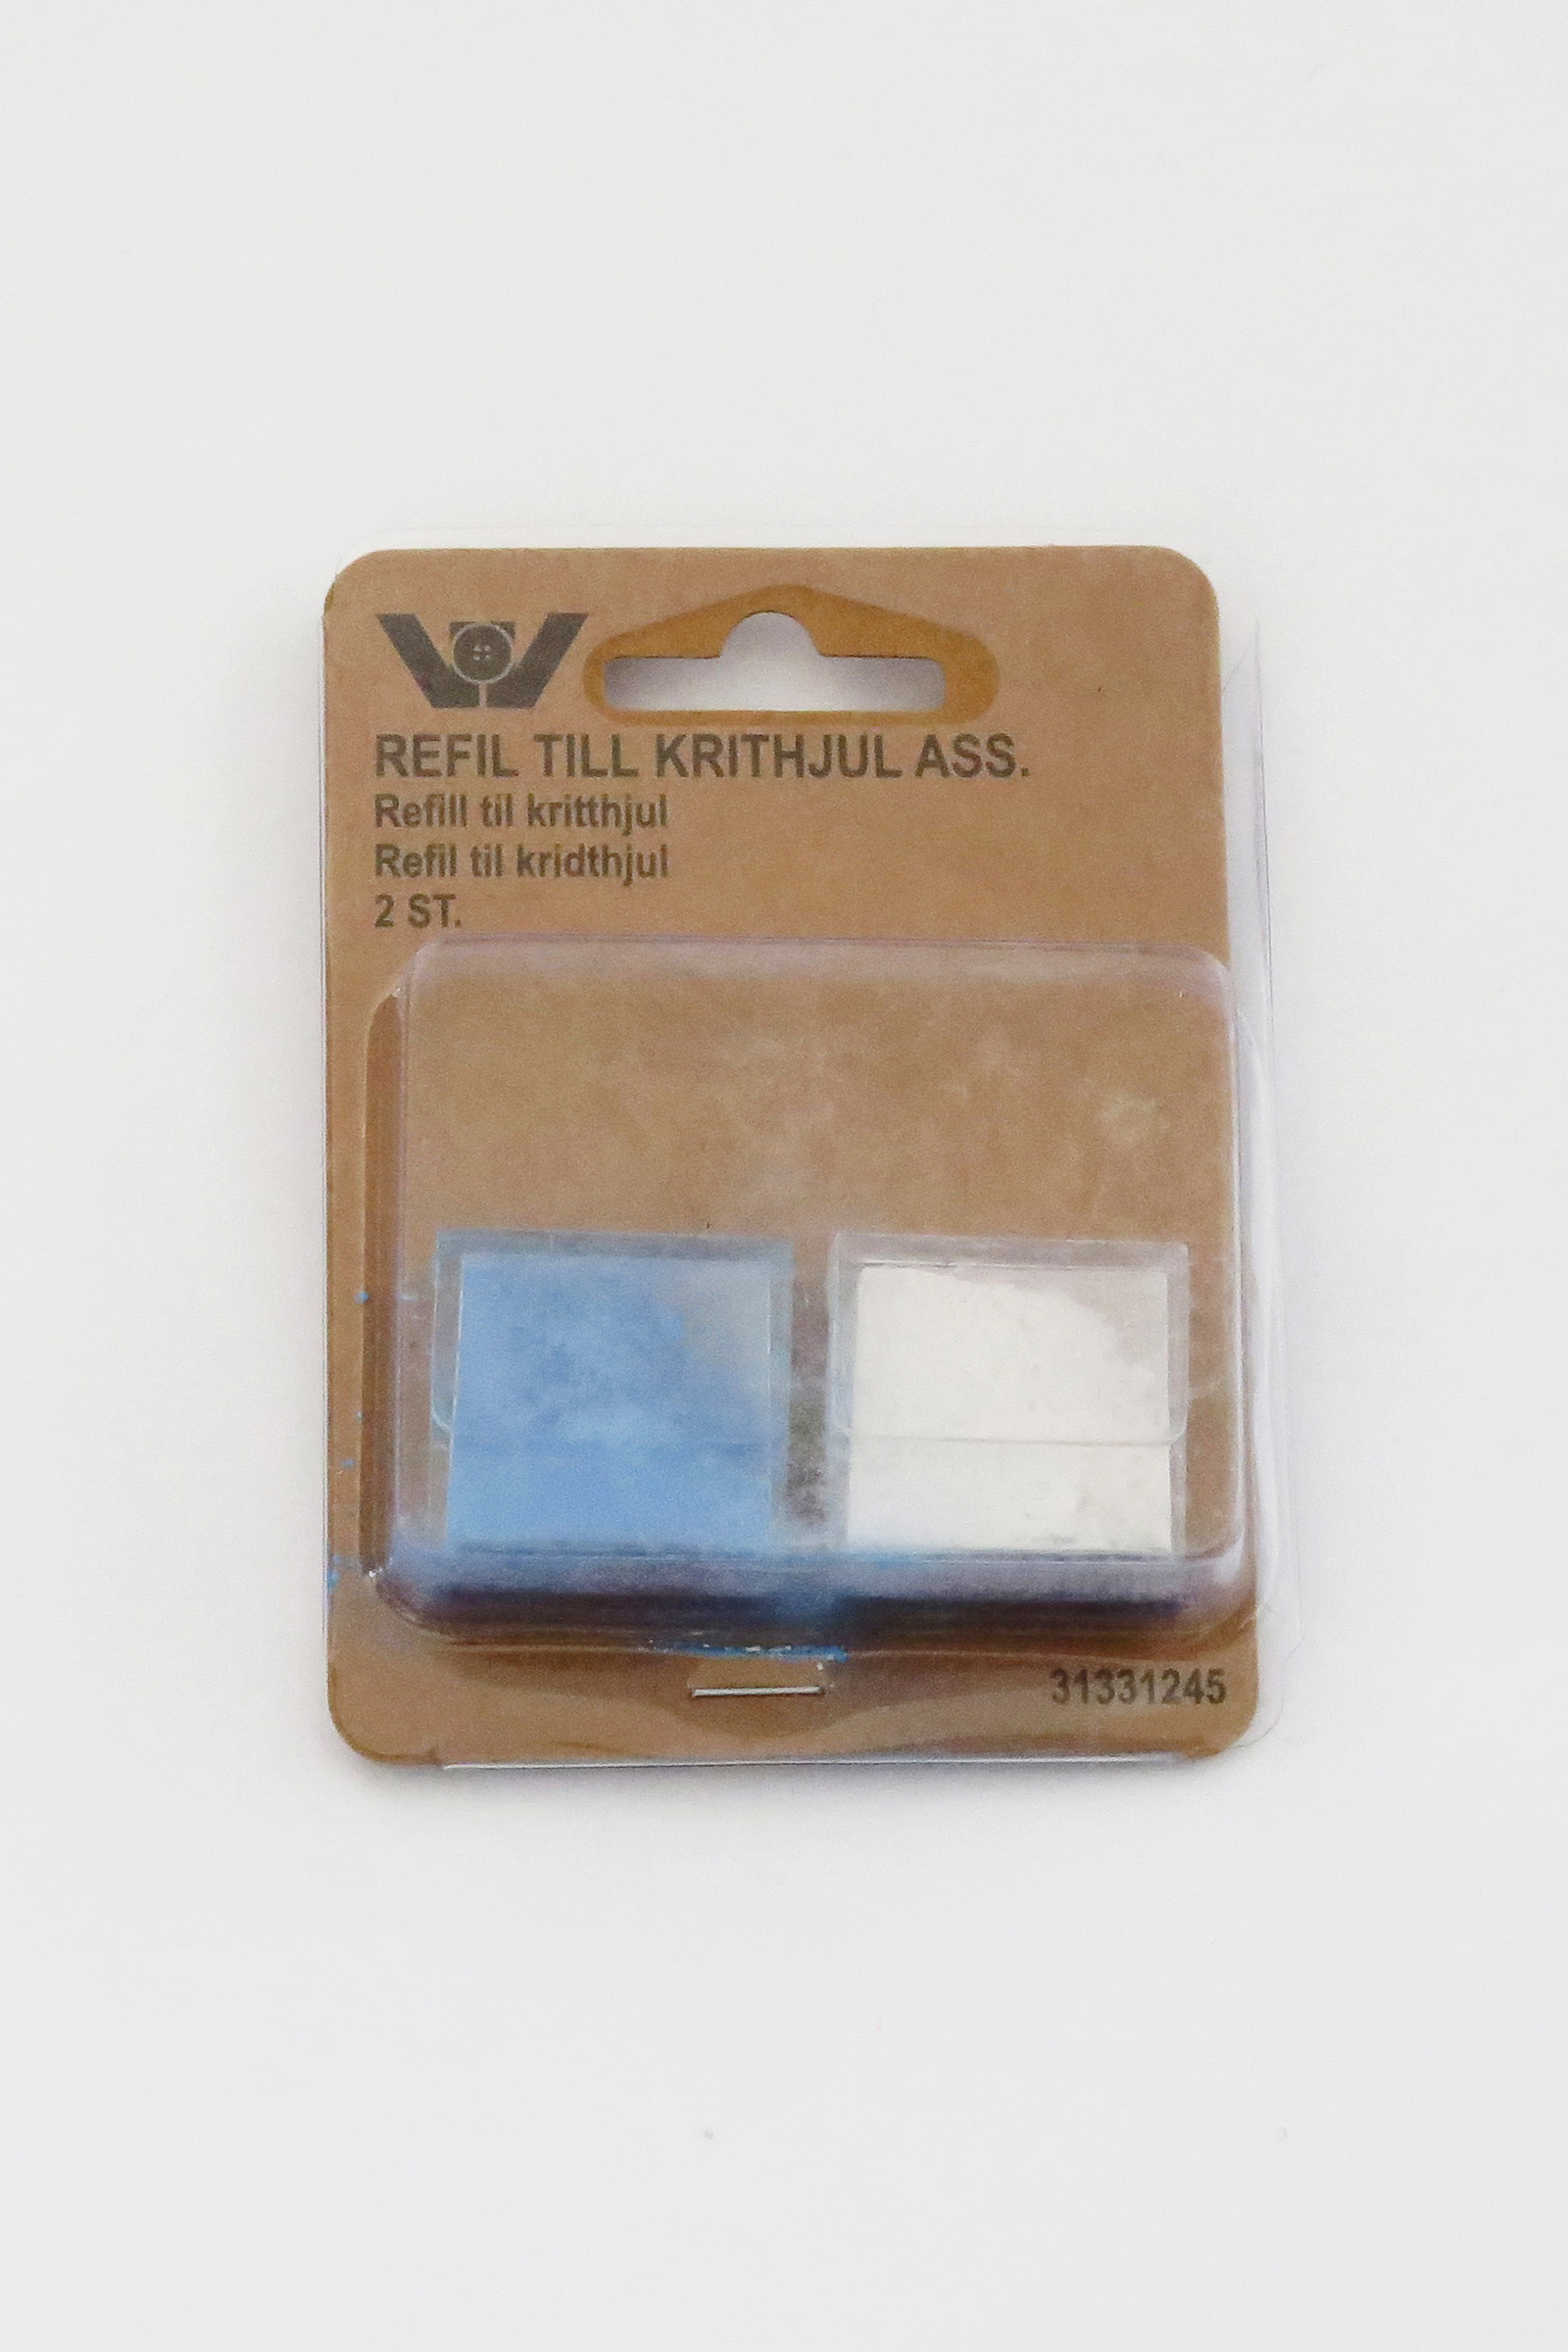 REFIL TILL KRITHJUL ASS.
Refill til kritthjul
Refil til kridthjul
2 ST.
31331245